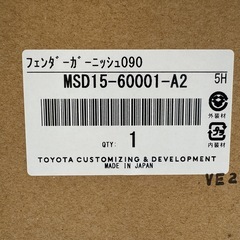 フェンダーガーニッシュ090
MSD15-60001-A2
5H
外装材
内装材
QTY:
1
TOYOTA CUSTOMIZING & DEVELOPMENT
MADE IN JAPAN
VE2